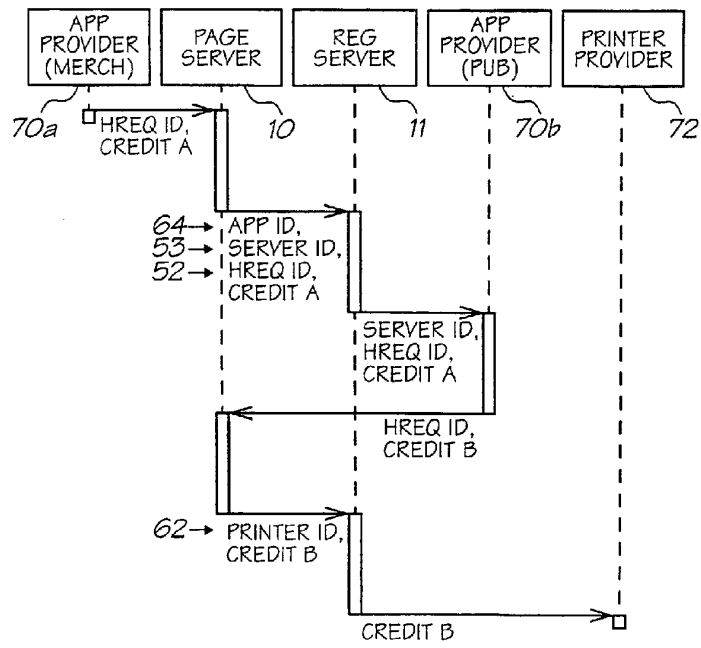 APP
PROVIDER
(MERCH)
PAGE
SERVER
REG
SERVER
APP
PROVIDER
(PUB)
PRINTER
PROVIDER
70a
10
11
70b
72
HREQ ID,
CREDIT A
64
APP ID,
53
SERVER ID,
52
HREQ ID,
CREDIT A
SERVER ID,
HREQ ID,
CREDIT A
HREQ ID,
CREDIT B
62
PRINTER ID,
CREDIT B
CREDIT B